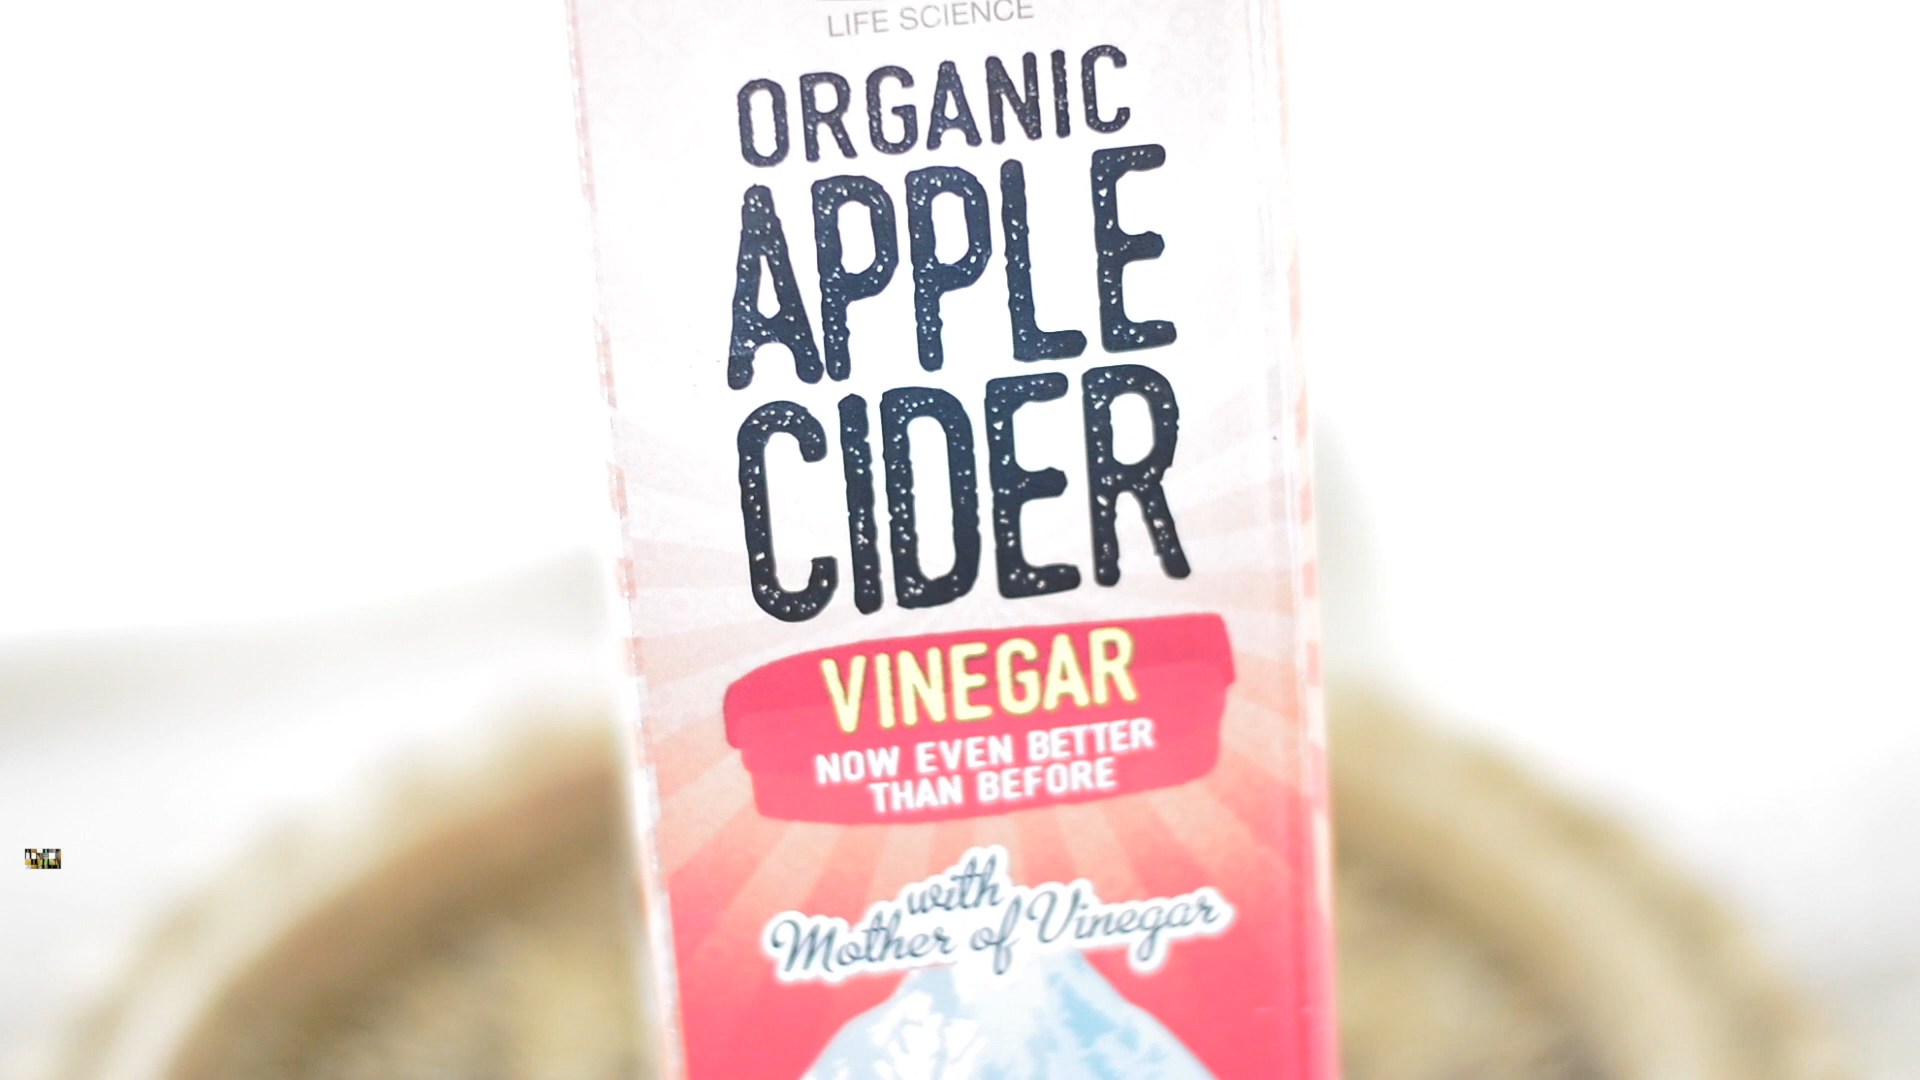 LIFE SCIENCE
ORGANIC
APPLE
CIDER
VINEGAR
NOW EVEN BETTER
THAN BEFORE
with
Mother of Vinegar